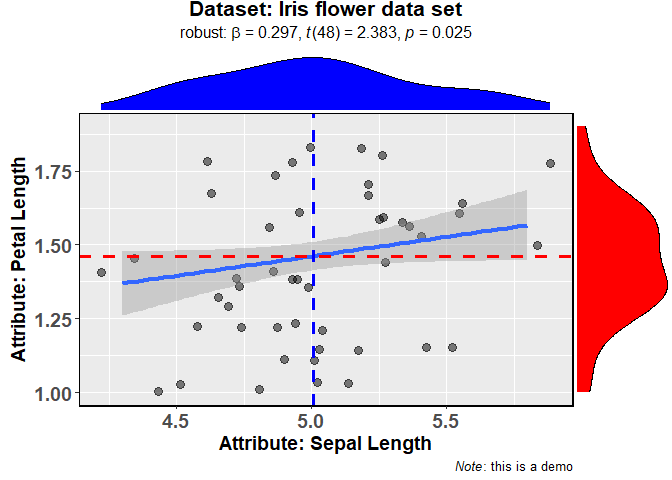 Dataset: Iris flower data set
robust: β = 0.297, t(48) = 2.383, p = 0.025
Attribute: Petal Length
1.75
1.50
1.25
1.00
4.5 5.0 5.5
Attribute: Sepal Length
Note: this is a demo